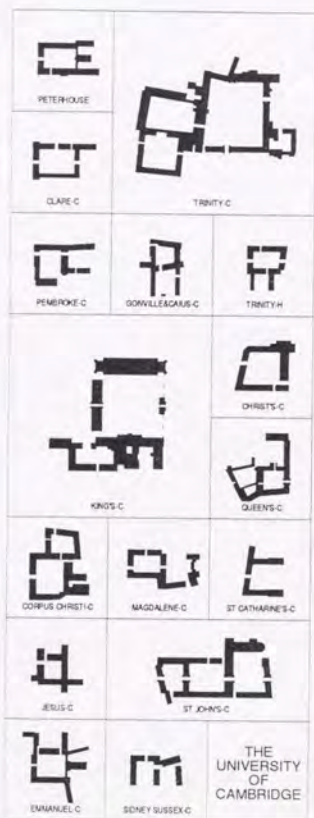 PETERHOUSE
TRINITY-C
CLARE-C
PEMBROKE-C
GONVILLE&CAIUS-C
TRINITY-H
CHRIST'S-C
KING'S-C
QUEEN'S-C
CORPUS CHRISTI-C
MAGDALENE-C
ST CATHARINE'S-C
JESUS-C
ST JOHN'S-C
EMMANUEL-C
SIDNEY SUSSEX-C
THE
UNIVERSITY
OF
CAMBRIDGE